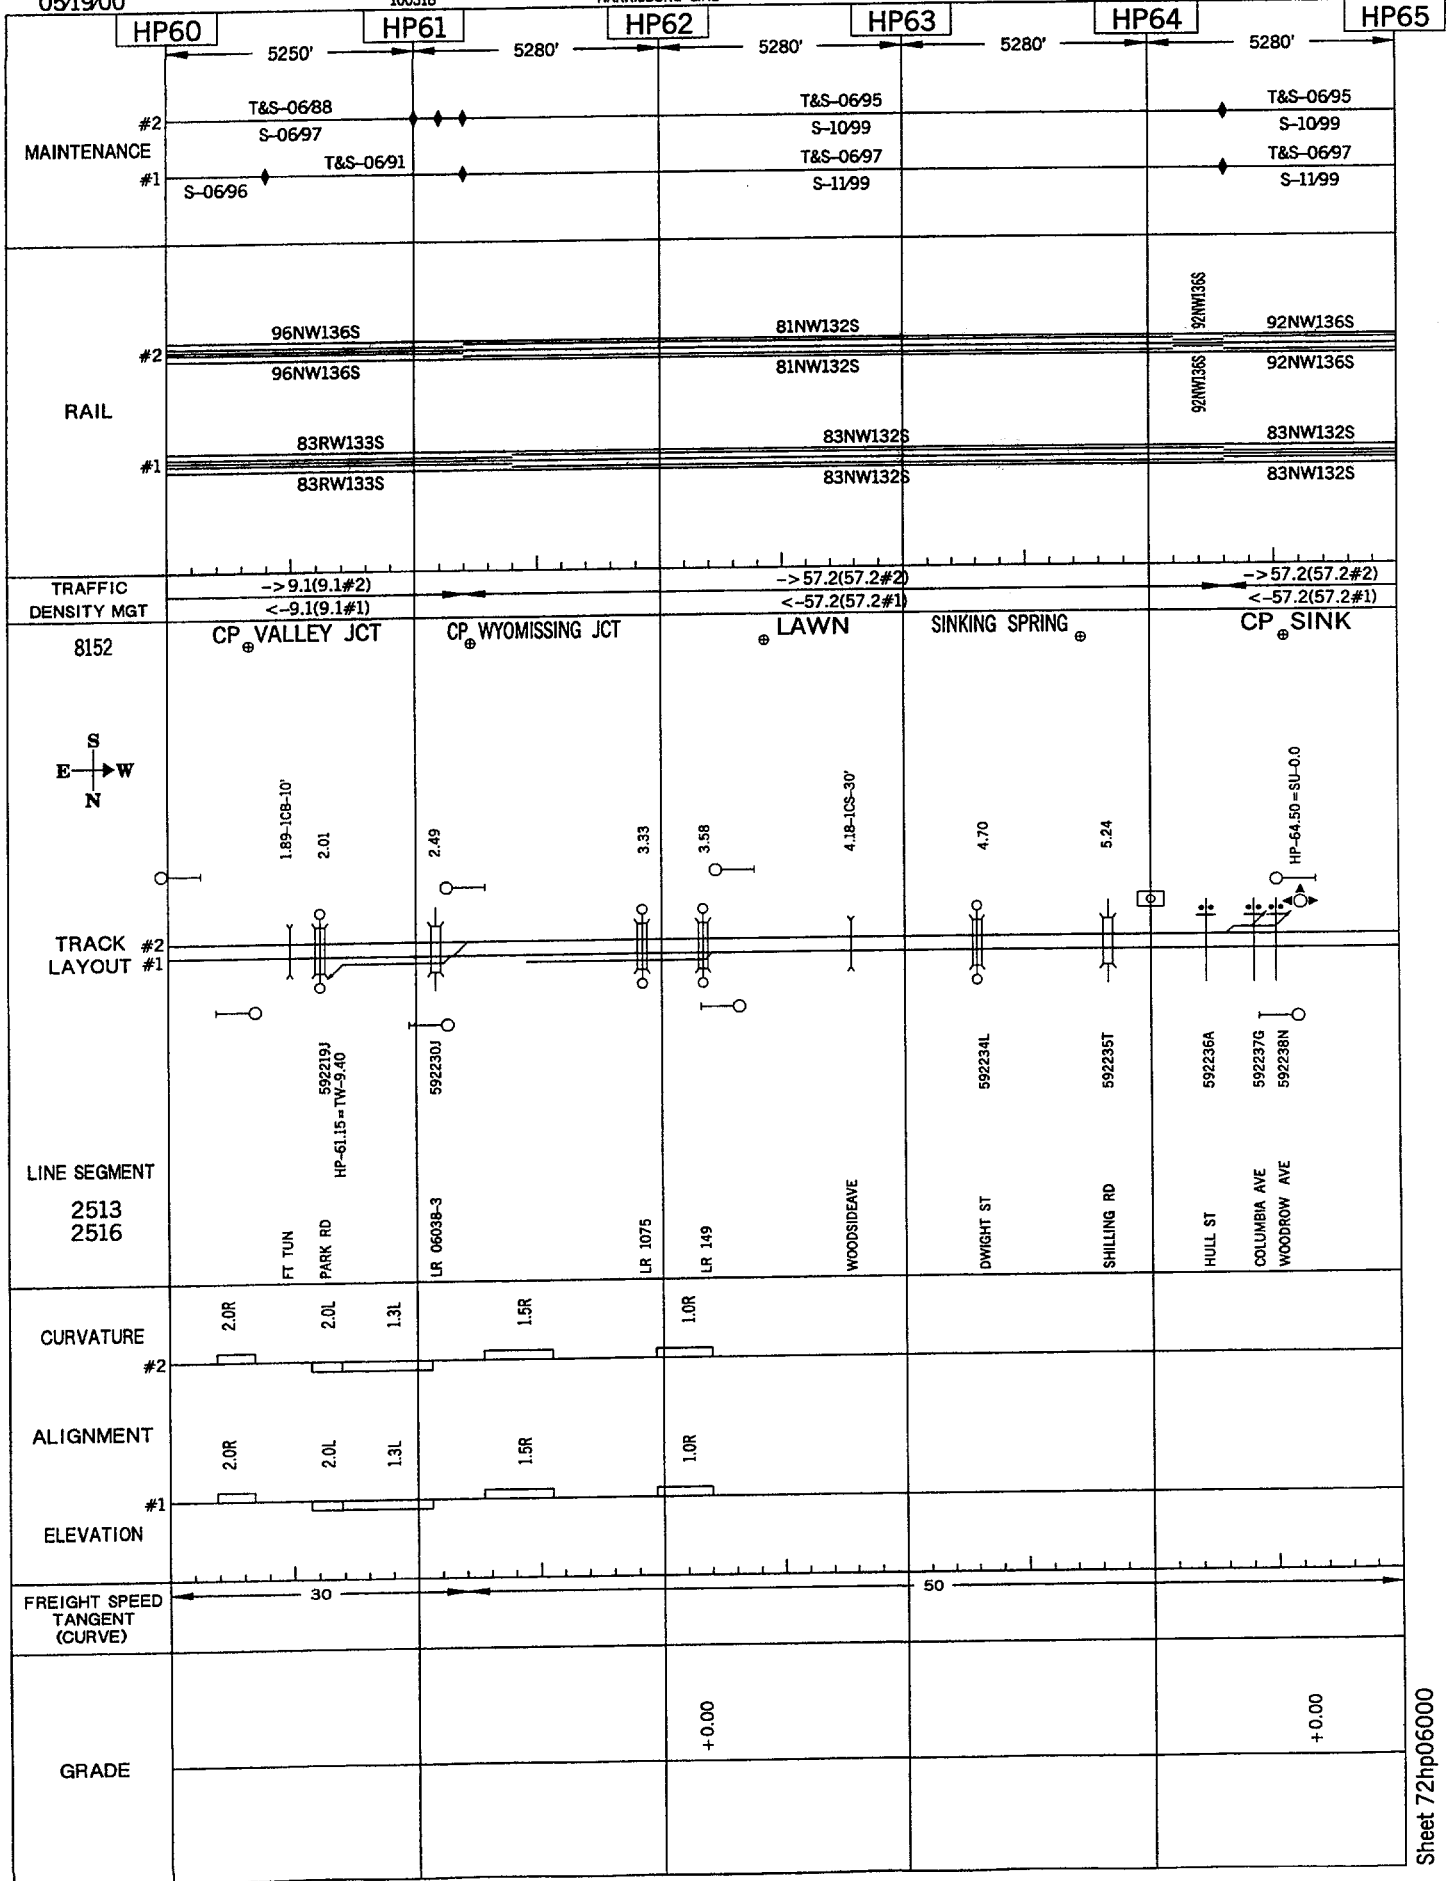 05/19/00
HP60 HP61 HP62 HP63 HP64 HP65
5250' 5280' 5280' 5280' 5280'
MAINTENANCE
#2
T&S-06/88 T&S-06/95 T&S-06/95
S-06/97 S-10/99 S-10/99
#1
T&S-06/91 T&S-06/97 T&S-06/97
S-06/96 S-11/99 S-11/99
RAIL
#2
96NW136S 81NW132S 92NW136S 92NW136S
96NW136S 81NW132S 92NW136S 92NW136S
#1
83RW133S 83NW132S 83NW132S
83RW133S 83NW132S 83NW132S
TRAFFIC
DENSITY MGT
->9.1(9.1#2) ->57.2(57.2#2) ->57.2(57.2#2)
<-9.1(9.1#1) <-57.2(57.2#1) <-57.2(57.2#1)
8152
CP VALLEY JCT CP WYOMISSING JCT LAWN SINKING SPRING CP SINK
S
E W
N
1.89-1CB-10' 2.01 2.49 3.33 3.58 4.18-1CS-30' 4.70 5.24 HP-64.50=SU-0.0
TRACK #2
LAYOUT #1
592219J HP-61.15=TW-9.40 592230J 592234L 592235T 592236A 592237G 592238N
LINE SEGMENT
2513
2516
FT TUN PARK RD LR 06038-3 LR 1075 LR 149 WOODSIDEAVE DWIGHT ST SHILLING RD HULL ST COLUMBIA AVE WOODROW AVE
CURVATURE
#2
2.0R 2.0L 1.3L 1.5R 1.0R
ALIGNMENT
#1
2.0R 2.0L 1.3L 1.5R 1.0R
ELEVATION
FREIGHT SPEED
TANGENT
(CURVE)
30 50
GRADE
+0.00 +0.00
Sheet 72hp06000